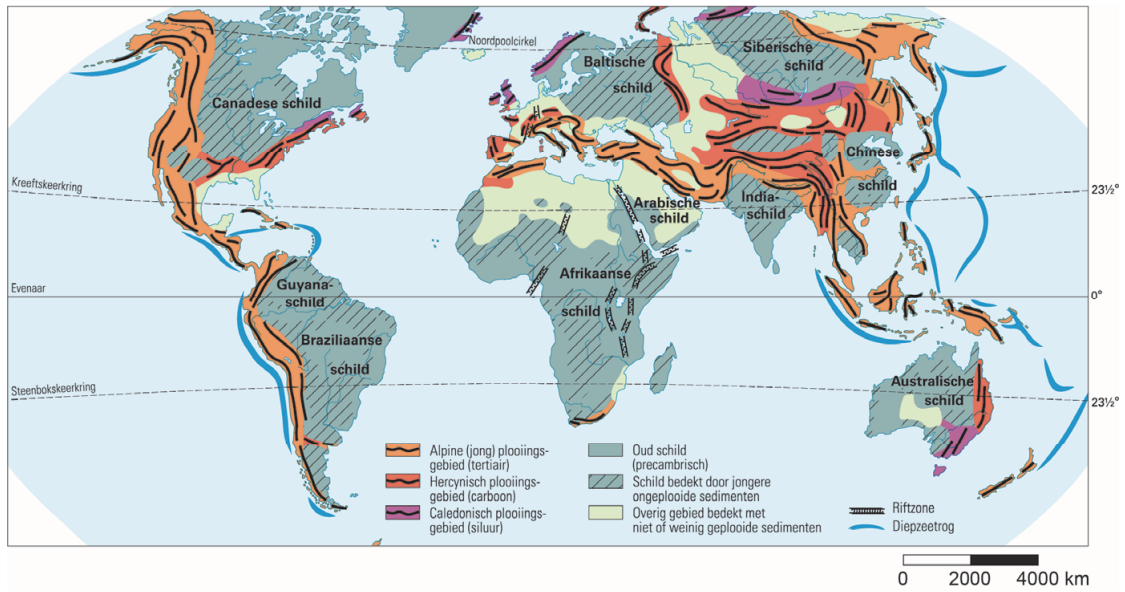 Noordpoolcirkel
Siberische
schild
Baltische
schild
Canadese schild
Chinese
schild
Kreeftskeerkring
23½°
Arabische
schild
India-
schild
Afrikaanse
schild
Guyana-
schild
Evenaar
0°
Braziliaanse
schild
Australische
schild
Steenbokskeerkring
23½°
Alpine (jong) plooiings-
gebied (tertiair)
Hercynisch plooiings-
gebied (carboon)
Caledonisch plooiings-
gebied (siluur)
Oud schild
(precambrisch)
Schild bedekt door jongere
ongeplooide sedimenten
Overig gebied bedekt met
niet of weinig geplooide sedimenten
Riftzone
Diepzeetrog
0 2000 4000 km